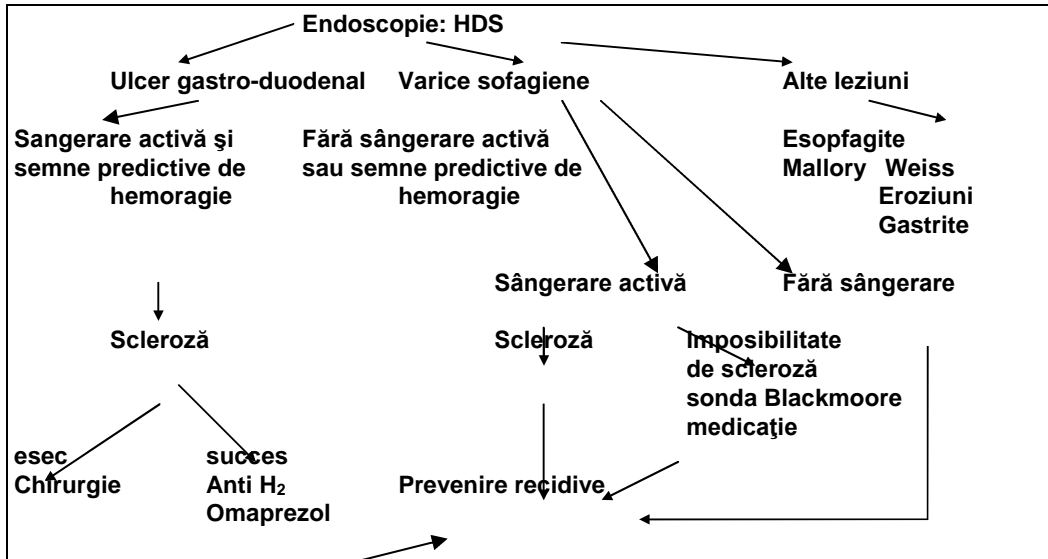 Endoscopie: HDS
Ulcer gastro-duodenal Varice sofagiene Alte leziuni
Sangerare activă şi Fără sângerare activă Esopfagite
semne predictive de sau semne predictive de Mallory Weiss
hemoragie hemoragie Eroziuni
Gastrite
Sângerare activă Fără sângerare
Scleroză Scleroză Imposibilitate
de scleroză
sonda Blackmoore
medicaţie
esec succes
Chirurgie Anti H₂ Prevenire recidive
Omaprezol